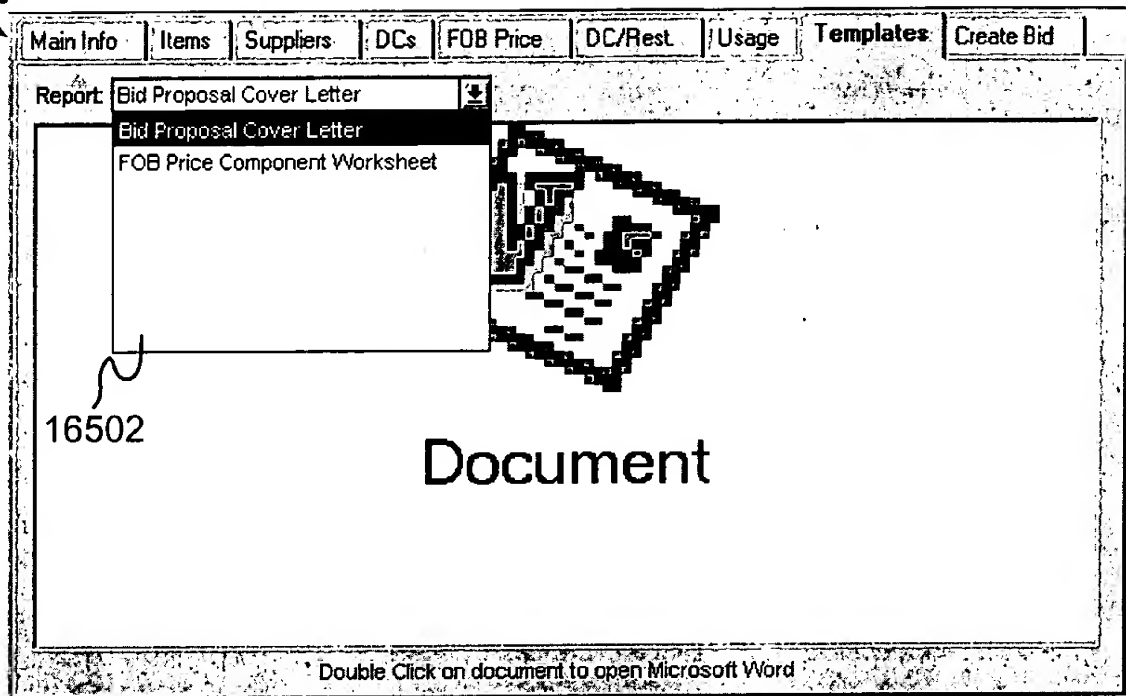 Main Info Items Suppliers DCs FOB Price DC/Rest. Usage Templates Create Bid
Report: Bid Proposal Cover Letter
Bid Proposal Cover Letter
FOB Price Component Worksheet
16502
Document
Double Click on document to open Microsoft Word